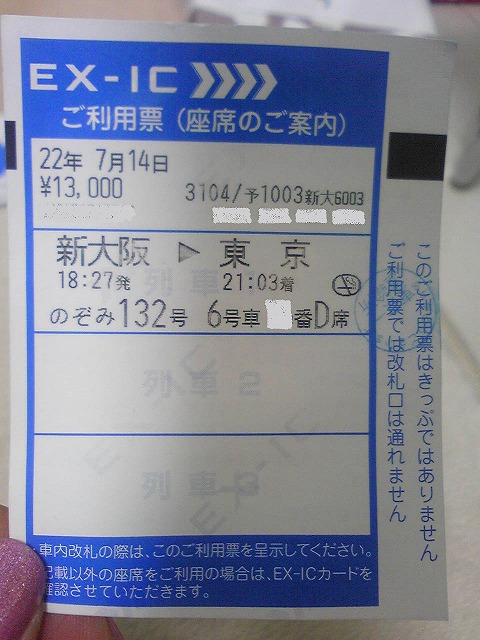 EX-IC
ご利用票(座席のご案内)
22年 7月14日
¥13,000
3104/予1003新大6003
新大阪 ▶ 東京
18:27発 21:03着
のぞみ132号 6号車 番D席
列車2
列車3
車内改札の際は、このご利用票を呈示してください。
記載以外の座席をご利用の場合は、EX-ICカードを
確認させていただきます。
このご利用票はきっぷではありません
ご利用票では改札口は通れません